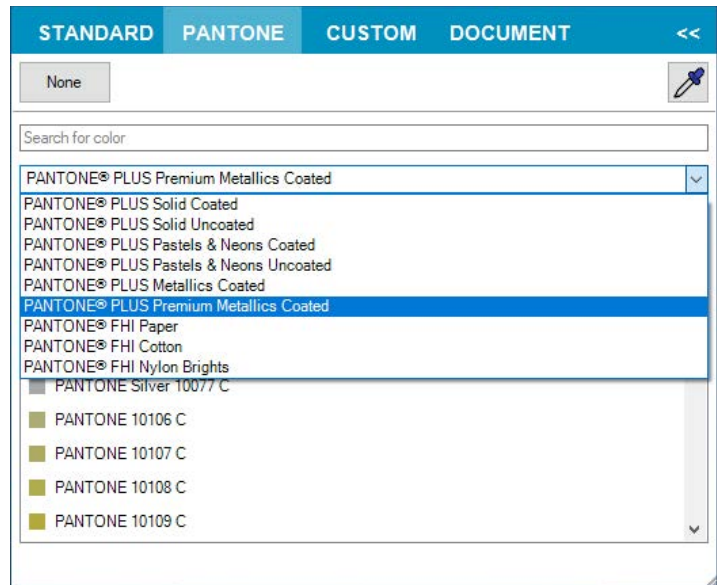 STANDARD PANTONE CUSTOM DOCUMENT <<
None
Search for color
PANTONE® PLUS Premium Metallics Coated
PANTONE® PLUS Solid Coated
PANTONE® PLUS Solid Uncoated
PANTONE® PLUS Pastels & Neons Coated
PANTONE® PLUS Pastels & Neons Uncoated
PANTONE® PLUS Metallics Coated
PANTONE® PLUS Premium Metallics Coated
PANTONE® FHI Paper
PANTONE® FHI Cotton
PANTONE® FHI Nylon Brights
PANTONE Silver 10077 C
PANTONE 10106 C
PANTONE 10107 C
PANTONE 10108 C
PANTONE 10109 C